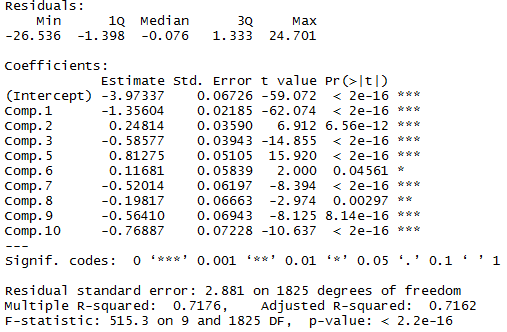 Residuals:
    Min      1Q  Median      3Q     Max
-26.536  -1.398  -0.076   1.333  24.701

Coefficients:
            Estimate Std. Error t value Pr(>|t|)
(Intercept) -3.97337    0.06726 -59.072  < 2e-16 ***
Comp.1      -1.35604    0.02185 -62.074  < 2e-16 ***
Comp.2       0.24814    0.03590   6.912 6.56e-12 ***
Comp.3      -0.58577    0.03943 -14.855  < 2e-16 ***
Comp.5       0.81275    0.05105  15.920  < 2e-16 ***
Comp.6       0.11681    0.05839   2.000  0.04561 *
Comp.7      -0.52014    0.06197  -8.394  < 2e-16 ***
Comp.8      -0.19817    0.06663  -2.974  0.00297 **
Comp.9      -0.56410    0.06943  -8.125 8.14e-16 ***
Comp.10     -0.76887    0.07228 -10.637  < 2e-16 ***
---
Signif. codes:  0 ‘***’ 0.001 ‘**’ 0.01 ‘*’ 0.05 ‘.’ 0.1 ‘ ’ 1

Residual standard error: 2.881 on 1825 degrees of freedom
Multiple R-squared:  0.7176,    Adjusted R-squared:  0.7162
F-statistic: 515.3 on 9 and 1825 DF,  p-value: < 2.2e-16